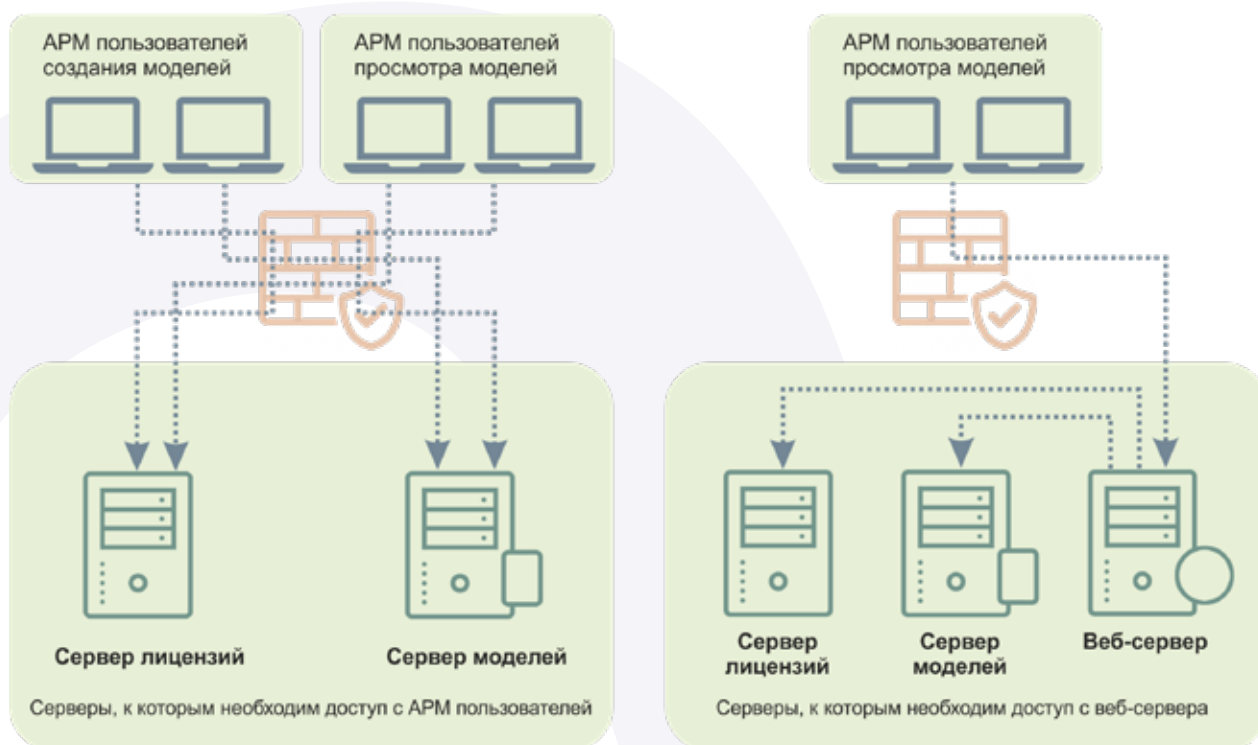 АРМ пользователей
создания моделей
АРМ пользователей
просмотра моделей
АРМ пользователей
просмотра моделей
Сервер лицензий
Сервер моделей
Серверы, к которым необходим доступ с АРМ пользователей
Сервер
лицензий
Сервер
моделей
Веб-сервер
Серверы, к которым необходим доступ с веб-сервера